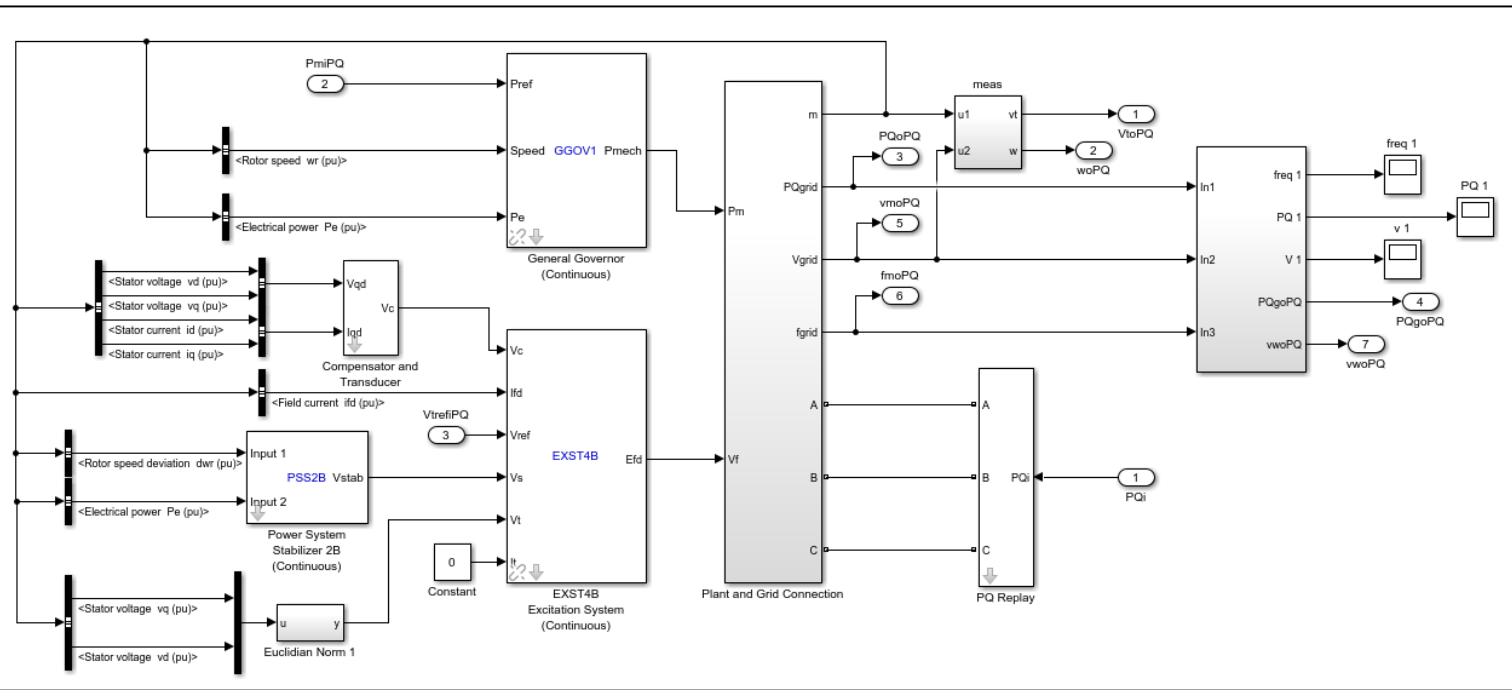 PmiPQ
2
Pref
Speed
GGOV1
Pmech
Pe
General Governor
(Continuous)
<Rotor speed wr (pu)>
<Electrical power Pe (pu)>
<Stator voltage vd (pu)>
<Stator voltage vq (pu)>
<Stator current id (pu)>
<Stator current iq (pu)>
Vqd
Vc
Iqd
Compensator and
Transducer
<Field current ifd (pu)>
VtrefiPQ
3
<Rotor speed deviation dwr (pu)>
<Electrical power Pe (pu)>
Input 1
PSS2B
Vstab
Input 2
Power System
Stabilizer 2B
(Continuous)
<Stator voltage vq (pu)>
<Stator voltage vd (pu)>
u
y
Euclidian Norm 1
0
Constant
Vc
Ifd
Vref
EXST4B
Efd
Vs
Vt
It
EXST4B
Excitation System
(Continuous)
Pm
Vf
m
PQgrid
Vgrid
fgrid
A
B
C
Plant and Grid Connection
PQoPQ
3
vmoPQ
5
fmoPQ
6
meas
u1
vt
u2
w
1
VtoPQ
2
woPQ
A
B
PQi
C
PQ Replay
1
PQi
In1
In2
In3
freq 1
PQ 1
V 1
PQgoPQ
vwoPQ
freq 1
PQ 1
v 1
4
PQgoPQ
7
vwoPQ